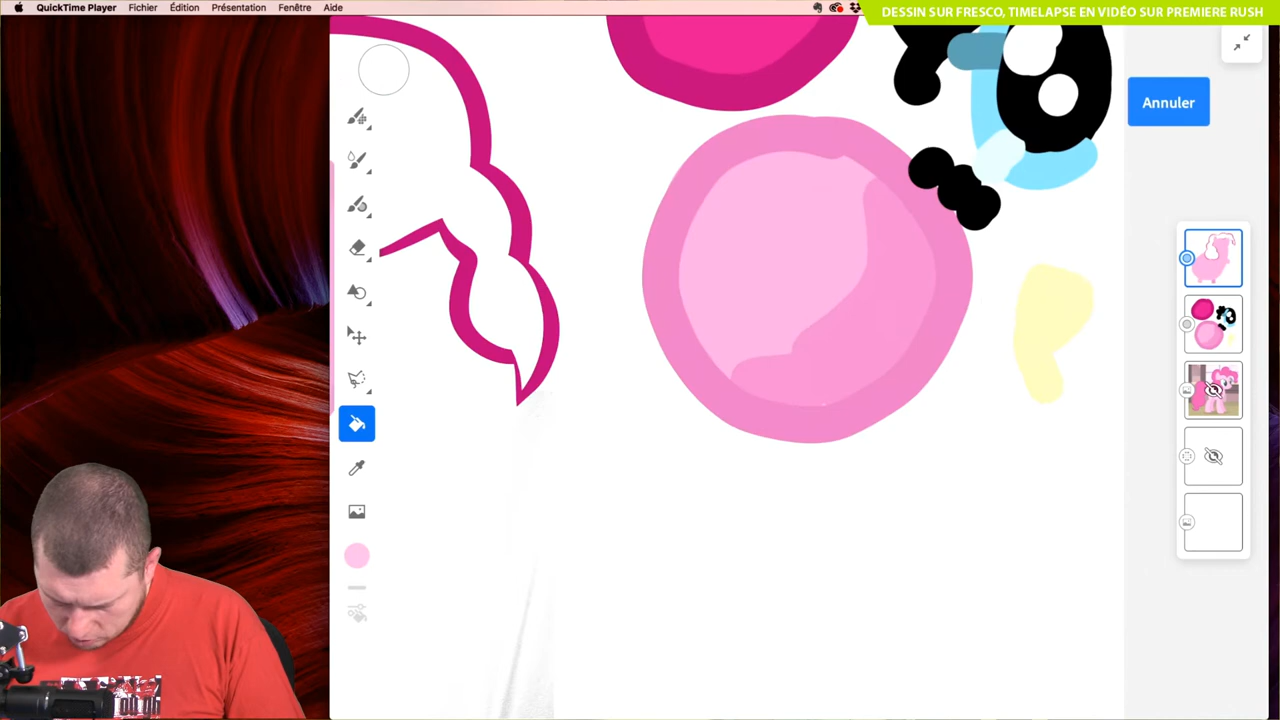 QuickTime Player Fichier Édition Présentation Fenêtre Aide
DESSIN SUR FRESCO, TIMELAPSE EN VIDÉO SUR PREMIERE RUSH
Annuler